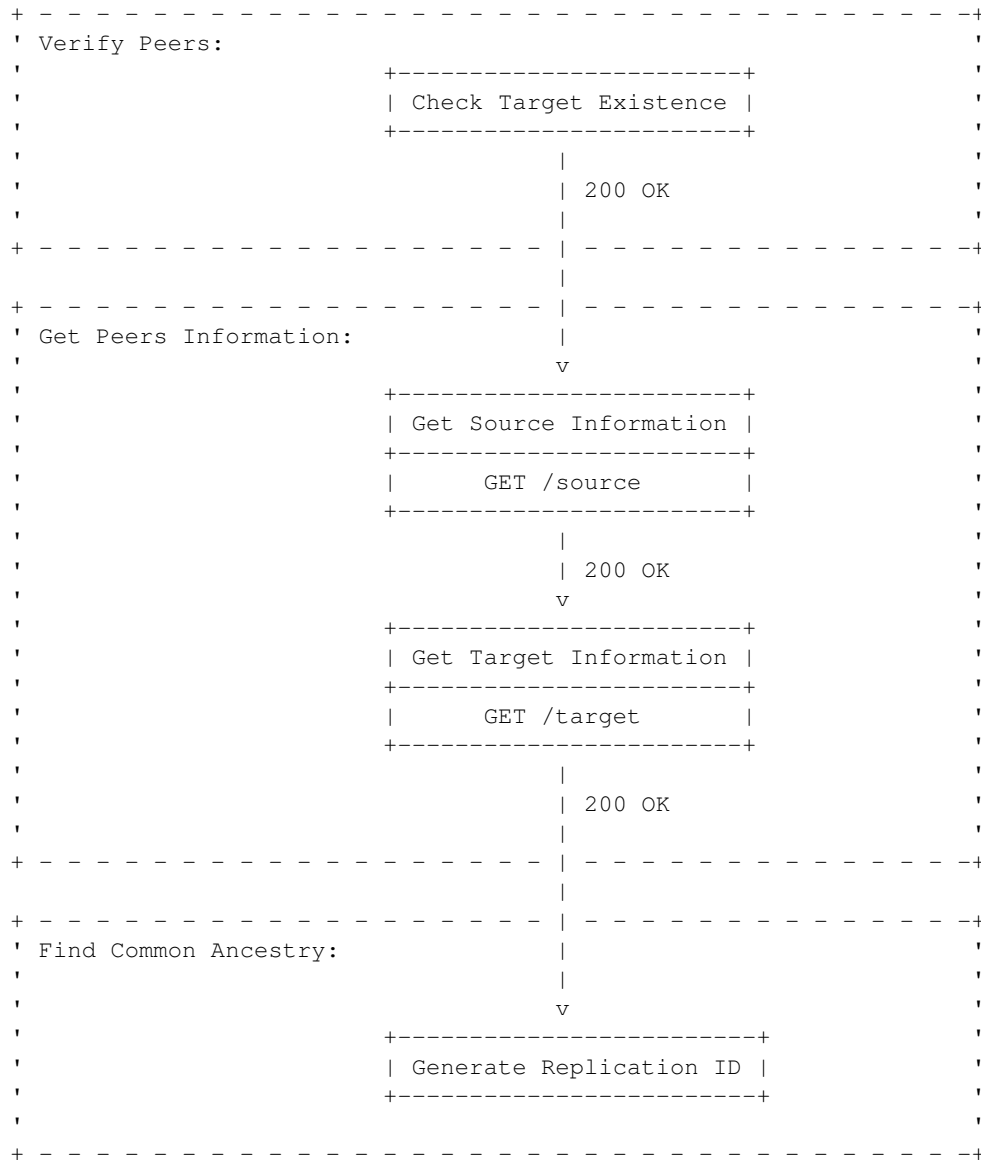 + - - - - - - - - - - - - - - - - - - - - - - - - - - - - - - - - -+
' Verify Peers:                                                    '
'                          +------------------------+              '
'                          | Check Target Existence |              '
'                          +------------------------+              '
'                                      |                           '
'                                      | 200 OK                    '
'                                      |                           '
+ - - - - - - - - - - - - - - - - - -  | - - - - - - - - - - - - - -+
                                       |
+ - - - - - - - - - - - - - - - - - -  | - - - - - - - - - - - - - -+
' Get Peers Information:               |                           '
'                                      v                           '
'                          +------------------------+              '
'                          | Get Source Information |              '
'                          +------------------------+              '
'                          |      GET /source       |              '
'                          +------------------------+              '
'                                      |                           '
'                                      | 200 OK                    '
'                                      v                           '
'                          +------------------------+              '
'                          | Get Target Information |              '
'                          +------------------------+              '
'                          |      GET /target       |              '
'                          +------------------------+              '
'                                      |                           '
'                                      | 200 OK                    '
'                                      |                           '
+ - - - - - - - - - - - - - - - - - -  | - - - - - - - - - - - - - -+
                                       |
+ - - - - - - - - - - - - - - - - - -  | - - - - - - - - - - - - - -+
' Find Common Ancestry:                |                           '
'                                      |                           '
'                                      v                           '
'                          +-------------------------+             '
'                          | Generate Replication ID |             '
'                          +-------------------------+             '
'                                                                  '
+ - - - - - - - - - - - - - - - - - - - - - - - - - - - - - - - - -+